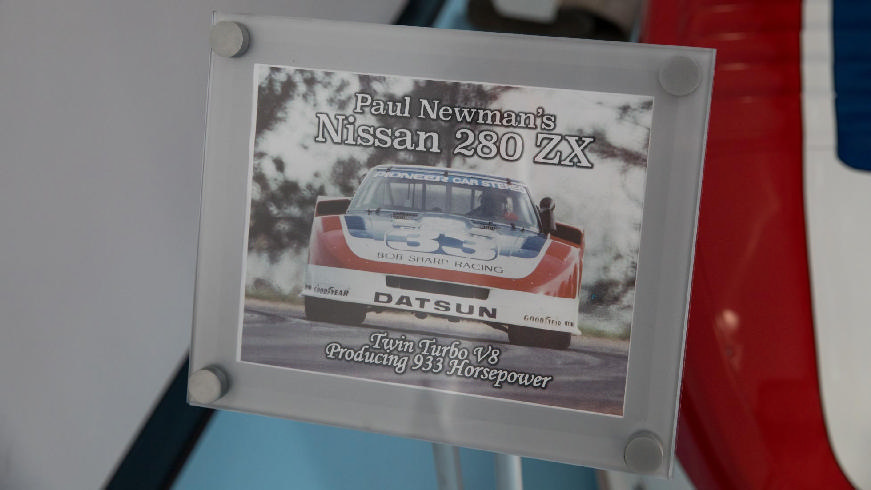 Paul Newman's
Nissan 280 ZX
PIONEER CAR STEREO
33
BOB SHARP RACING
GOODYEAR
DATSUN
GOODYEAR
Twin Turbo V8
Producing 933 Horsepower